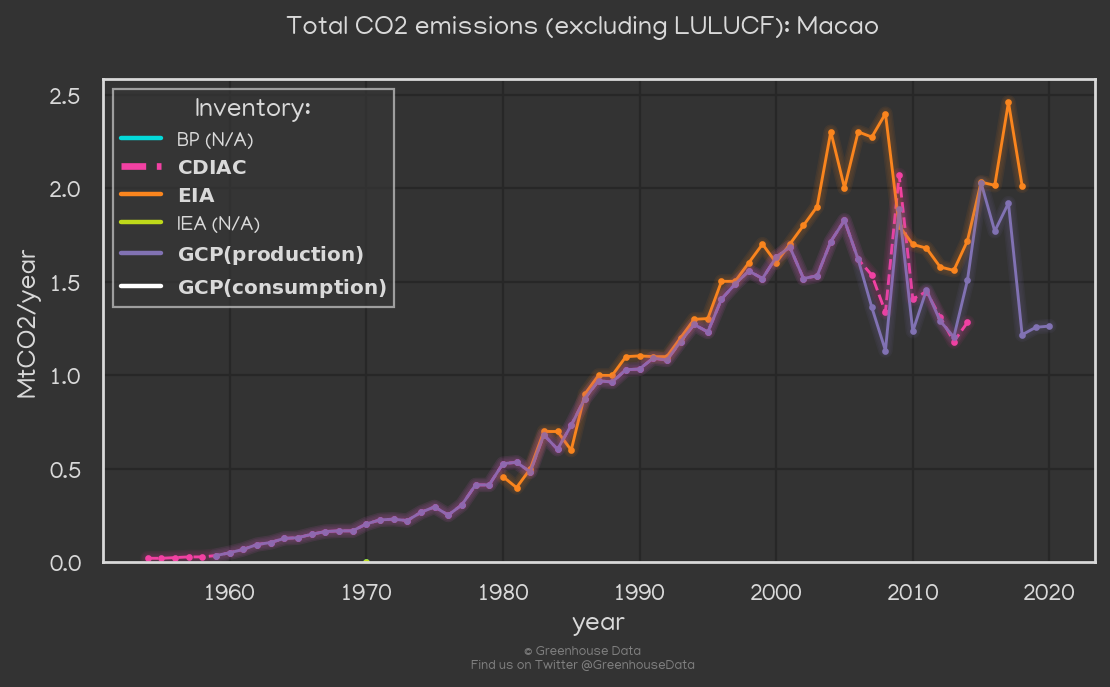 Total CO2 emissions (excluding LULUCF): Macao
Inventory:
BP (N/A)
CDIAC
EIA
IEA (N/A)
GCP(production)
GCP(consumption)
MtCO2/year
2.5
2.0
1.5
1.0
0.5
0.0
1960 1970 1980 1990 2000 2010 2020
year
© Greenhouse Data
Find us on Twitter @GreenhouseData